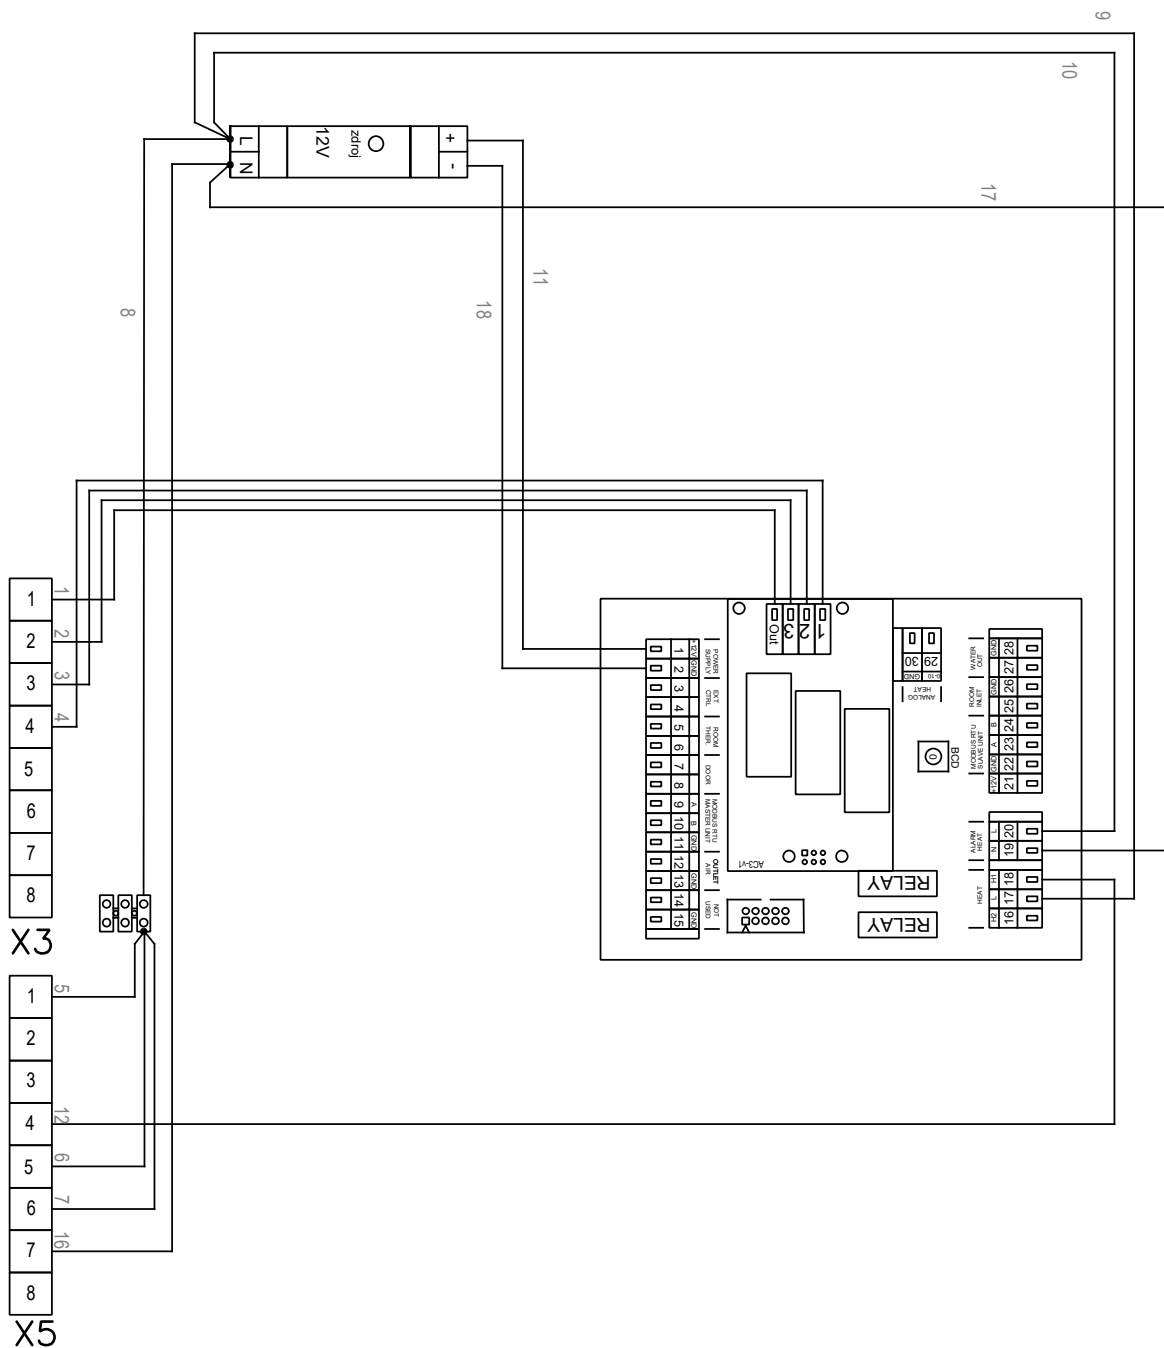 9
10
L
N
12V
zdroj
+
-
17
8
18
11
X3
1
2
3
4
5
6
7
8
1
2
3
4
X5
1
2
3
4
5
6
7
8
5
12
6
7
16
Out
3
2
1
+12V
GND
A
B
GND
GND
GND
1
2
3
4
5
6
7
8
9
10
11
12
13
14
15
POWER
SUPPLY
EXT
CTRL
ROOM
THER.
DOOR
MODBUS RTU
MASTER UNIT
OUTLET
AIR
NOT
USED
AC3-v1
30
29
GND
0-10
ANALOG
HEAT
BCD
0
RELAY
RELAY
WATER
OUT
ROOM
INLET
MODBUS RTU
SLAVE UNIT
GND
28
27
GND
26
25
B
24
A
23
GND
22
+12V
21
ALARM
HEAT
L
20
N
19
HEAT
H1
18
L
17
H2
16